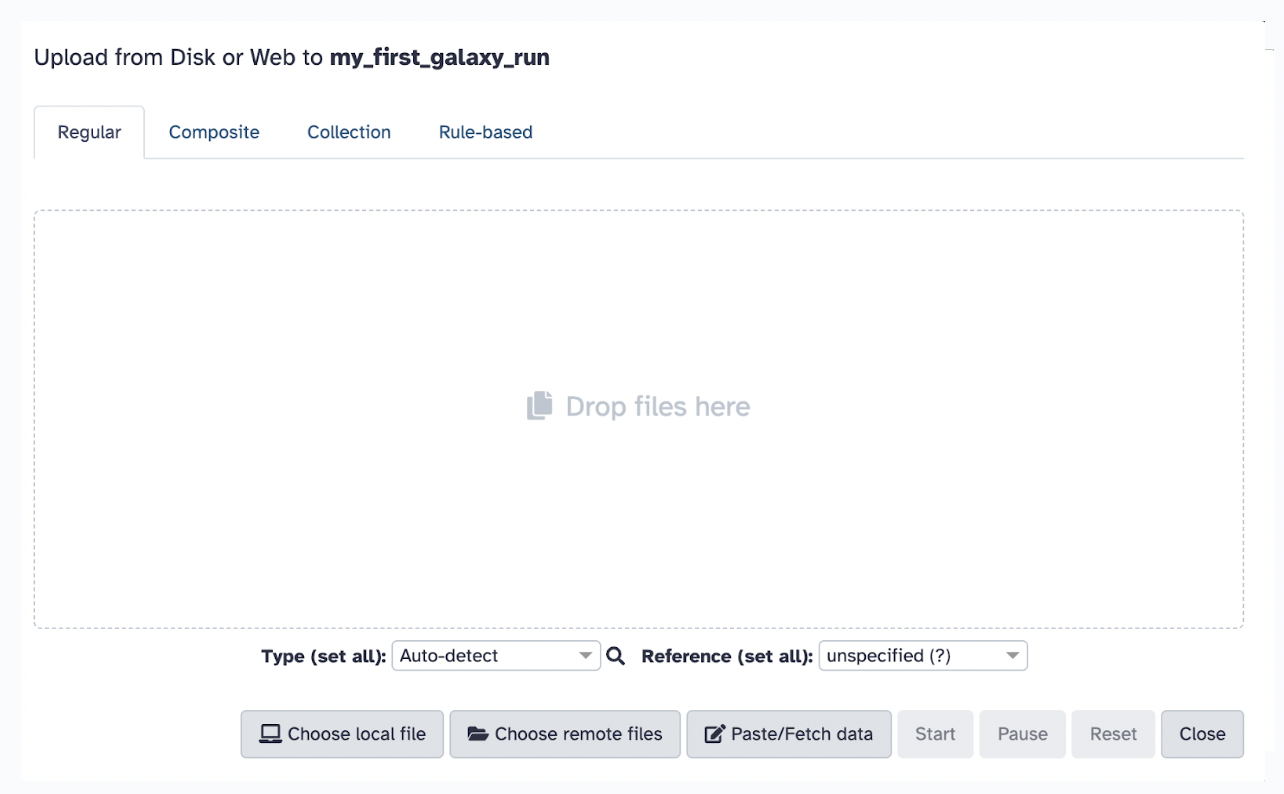 Upload from Disk or Web to my_first_galaxy_run
Regular Composite Collection Rule-based
Drop files here
Type (set all): Auto-detect Reference (set all): unspecified (?)
Choose local file Choose remote files Paste/Fetch data Start Pause Reset Close